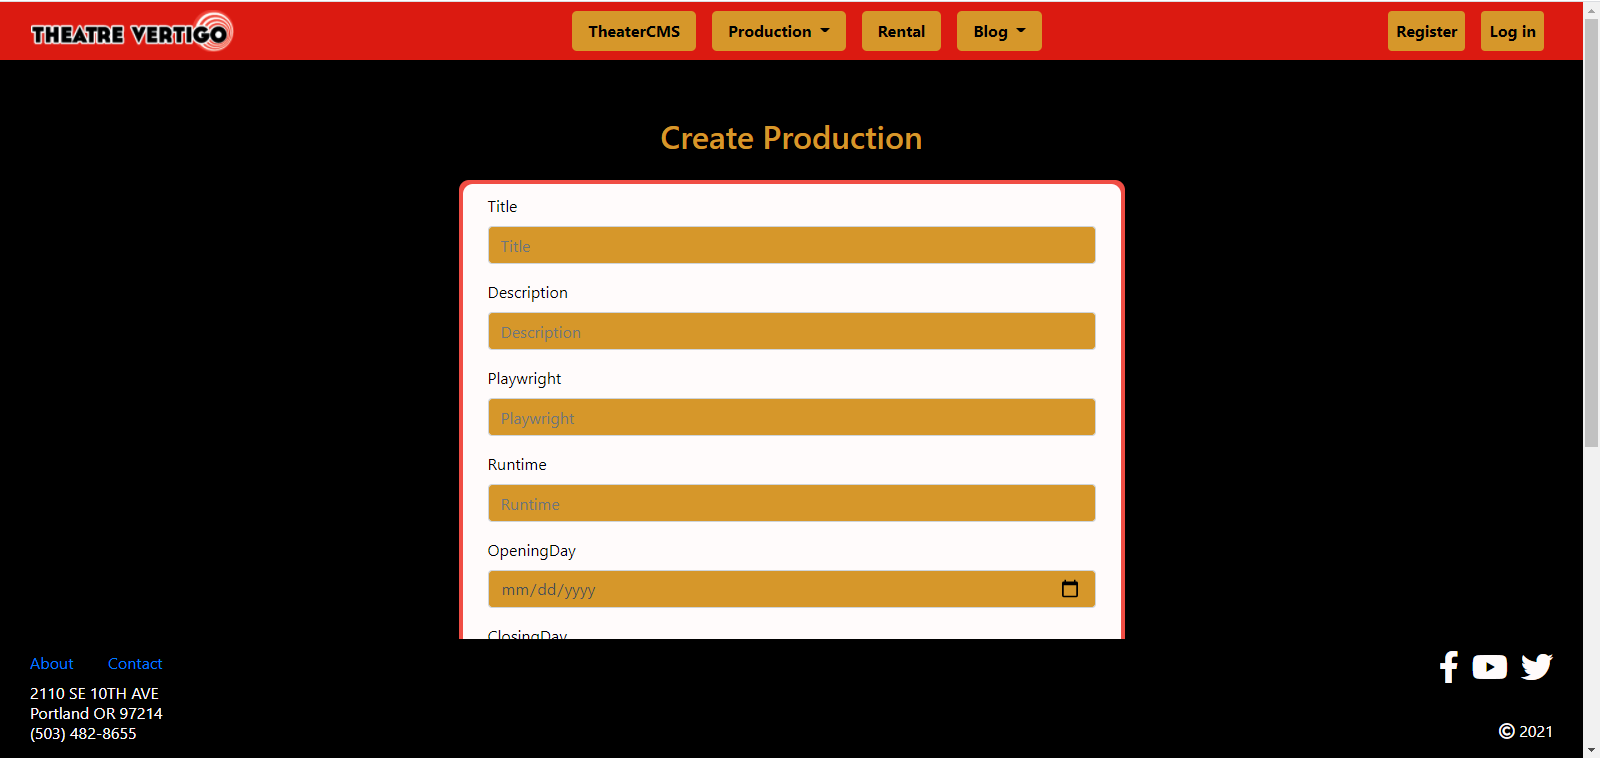 THEATRE VERTIGO
TheaterCMS Production Rental Blog Register Log in
Create Production
Title
Title
Description
Description
Playwright
Playwright
Runtime
Runtime
OpeningDay
mm/dd/yyyy
ClosingDay
About Contact
2110 SE 10TH AVE
Portland OR 97214
(503) 482-8655
© 2021